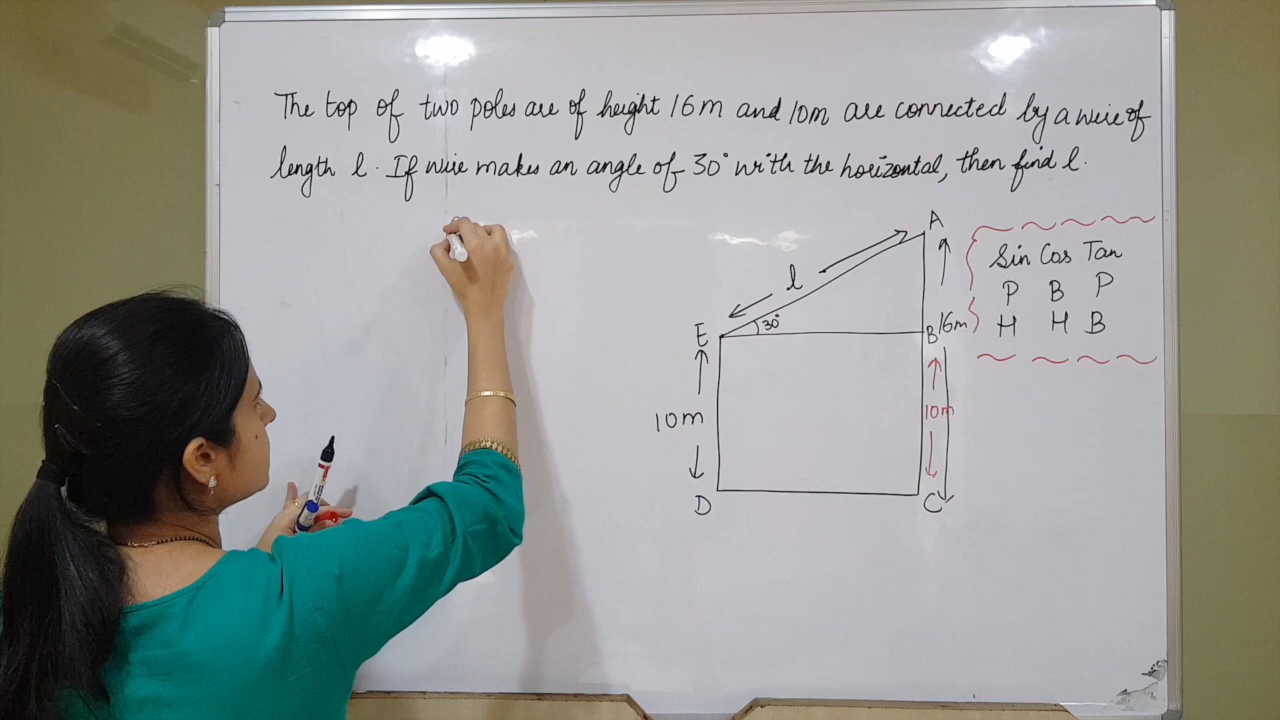 The top of two poles are of height 16m and 10m are connected by a wire of
length l. If wire makes an angle of 30° with the horizontal, then find l.
A
Sin Cos Tan
P B P
H H B
l
30°
E
B
16m
10m
10m
D
C